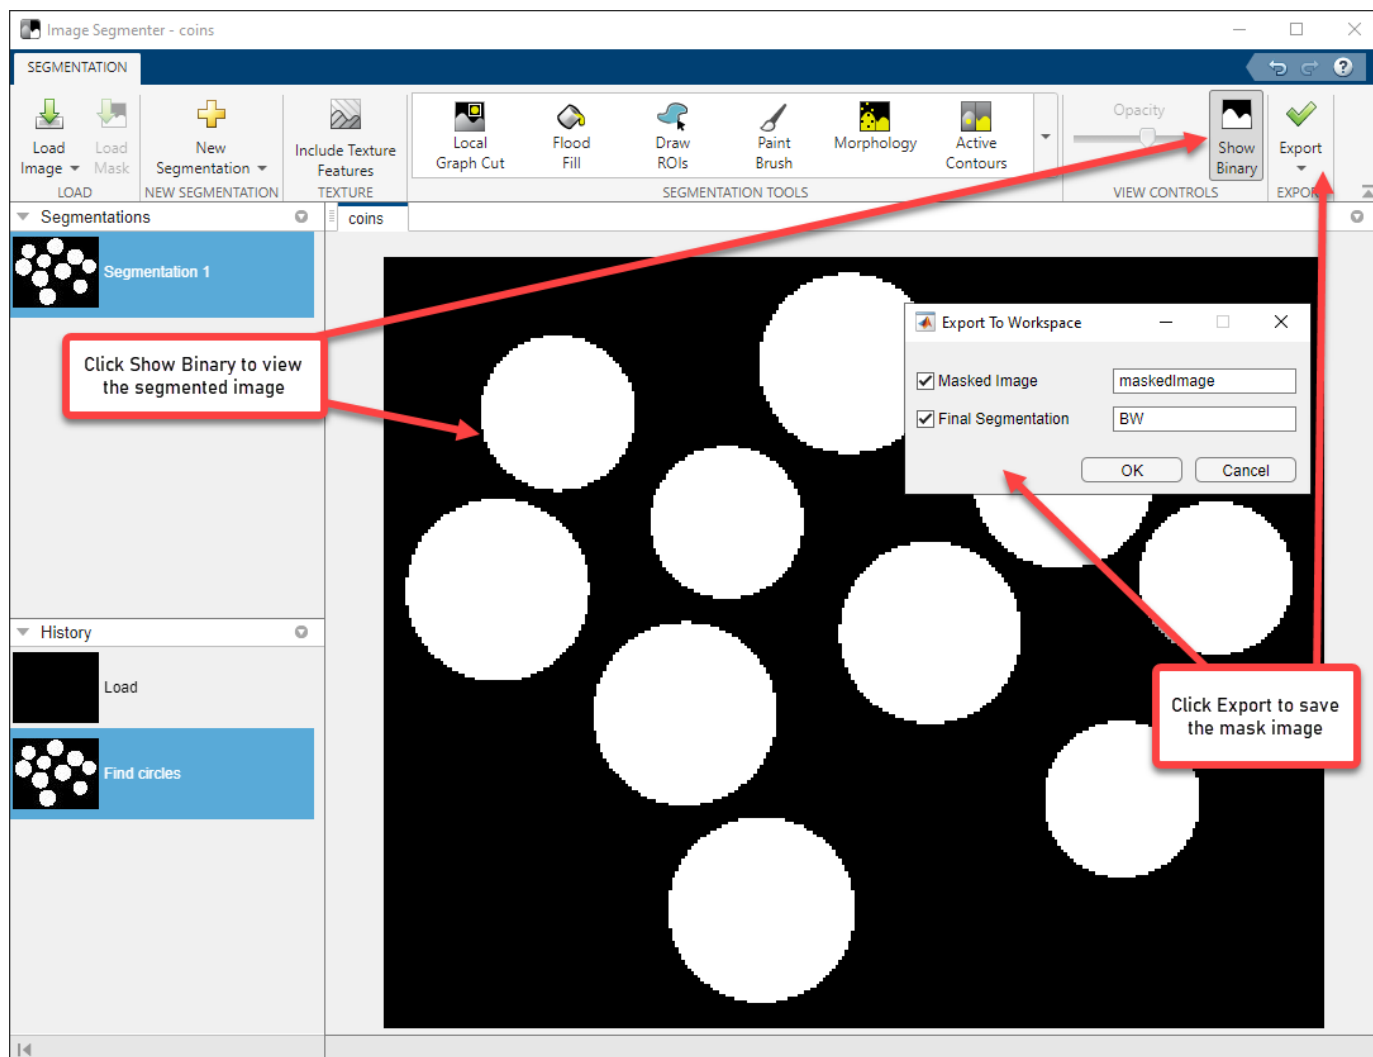 Image Segmenter - coins
SEGMENTATION
Load
Image
Load
Mask
New
Segmentation
Include Texture
Features
Local
Graph Cut
Flood
Fill
Draw
ROIs
Paint
Brush
Morphology
Active
Contours
Opacity
Show
Binary
Export
LOAD
NEW SEGMENTATION
TEXTURE
SEGMENTATION TOOLS
VIEW CONTROLS
EXPOR
Segmentations
coins
Segmentation 1
Click Show Binary to view
the segmented image
Export To Workspace
Masked Image
maskedImage
Final Segmentation
BW
OK
Cancel
History
Load
Find circles
Click Export to save
the mask image